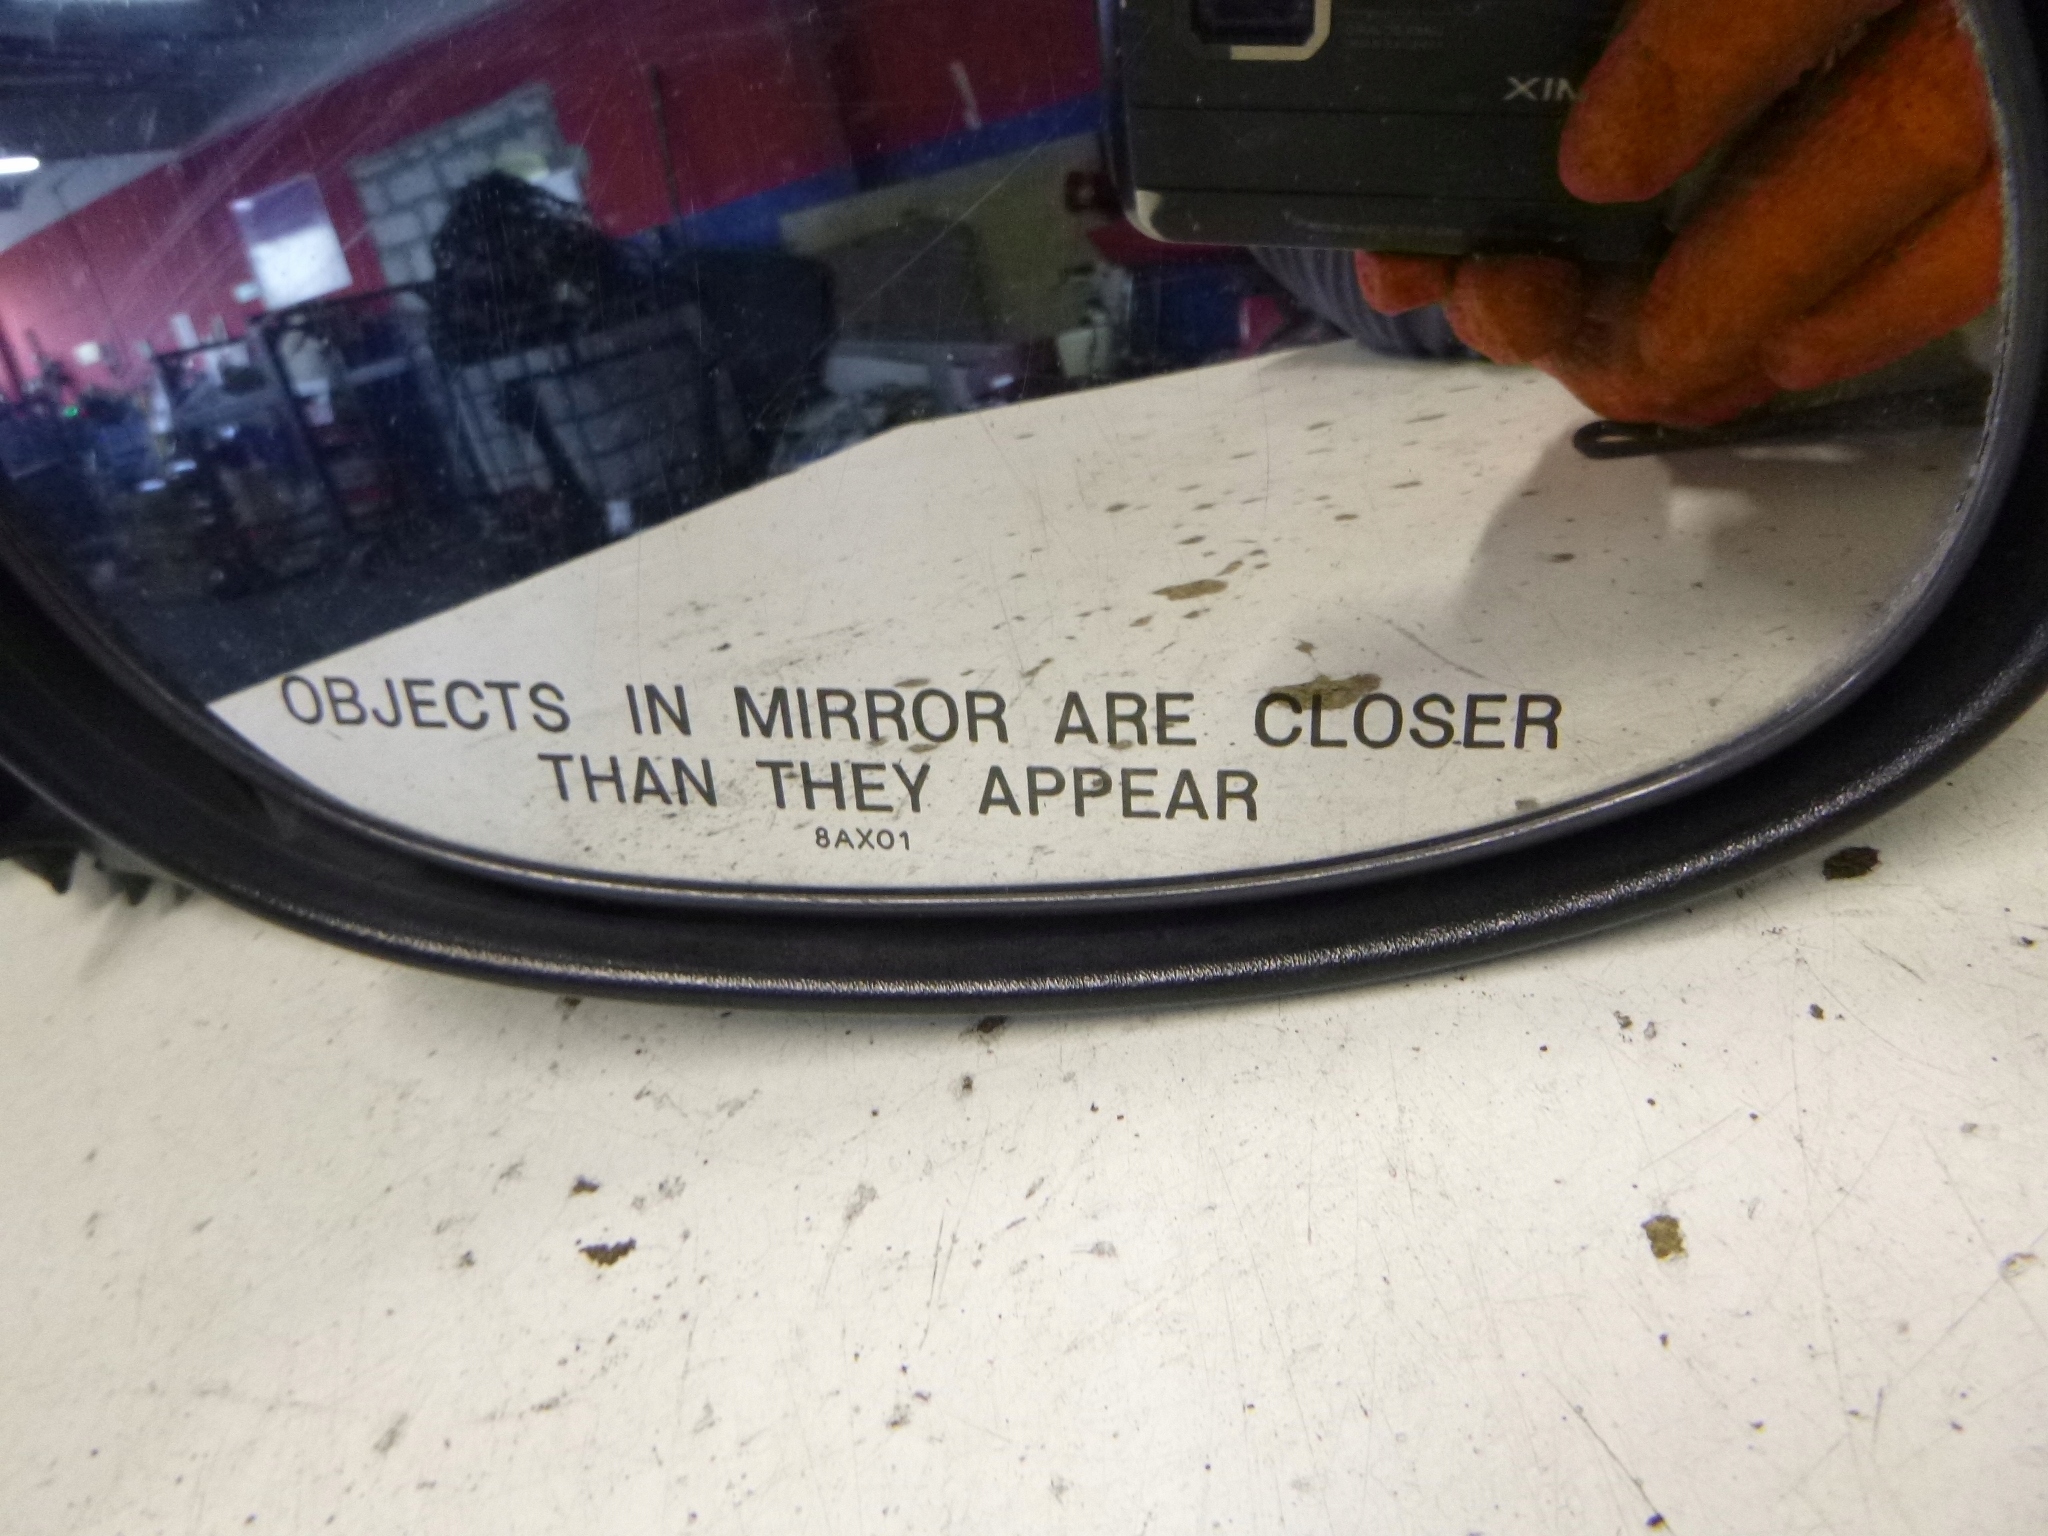 OBJECTS IN MIRROR ARE CLOSER
THAN THEY APPEAR
8AX01